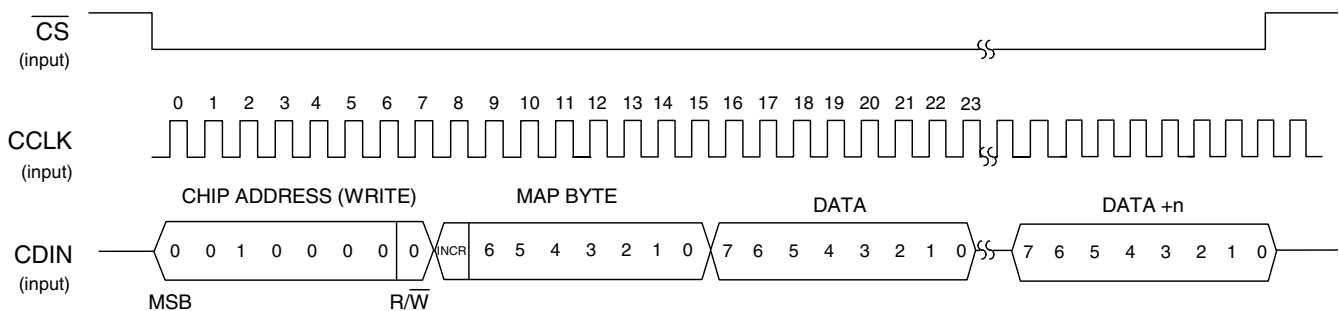 CS
(input)
0 1 2 3 4 5 6 7 8 9 10 11 12 13 14 15 16 17 18 19 20 21 22 23
CCLK
(input)
CHIP ADDRESS (WRITE) MAP BYTE DATA DATA +n
CDIN 0 0 1 0 0 0 0 0 INCR 6 5 4 3 2 1 0 7 6 5 4 3 2 1 0 7 6 5 4 3 2 1 0
(input)
MSB R/W